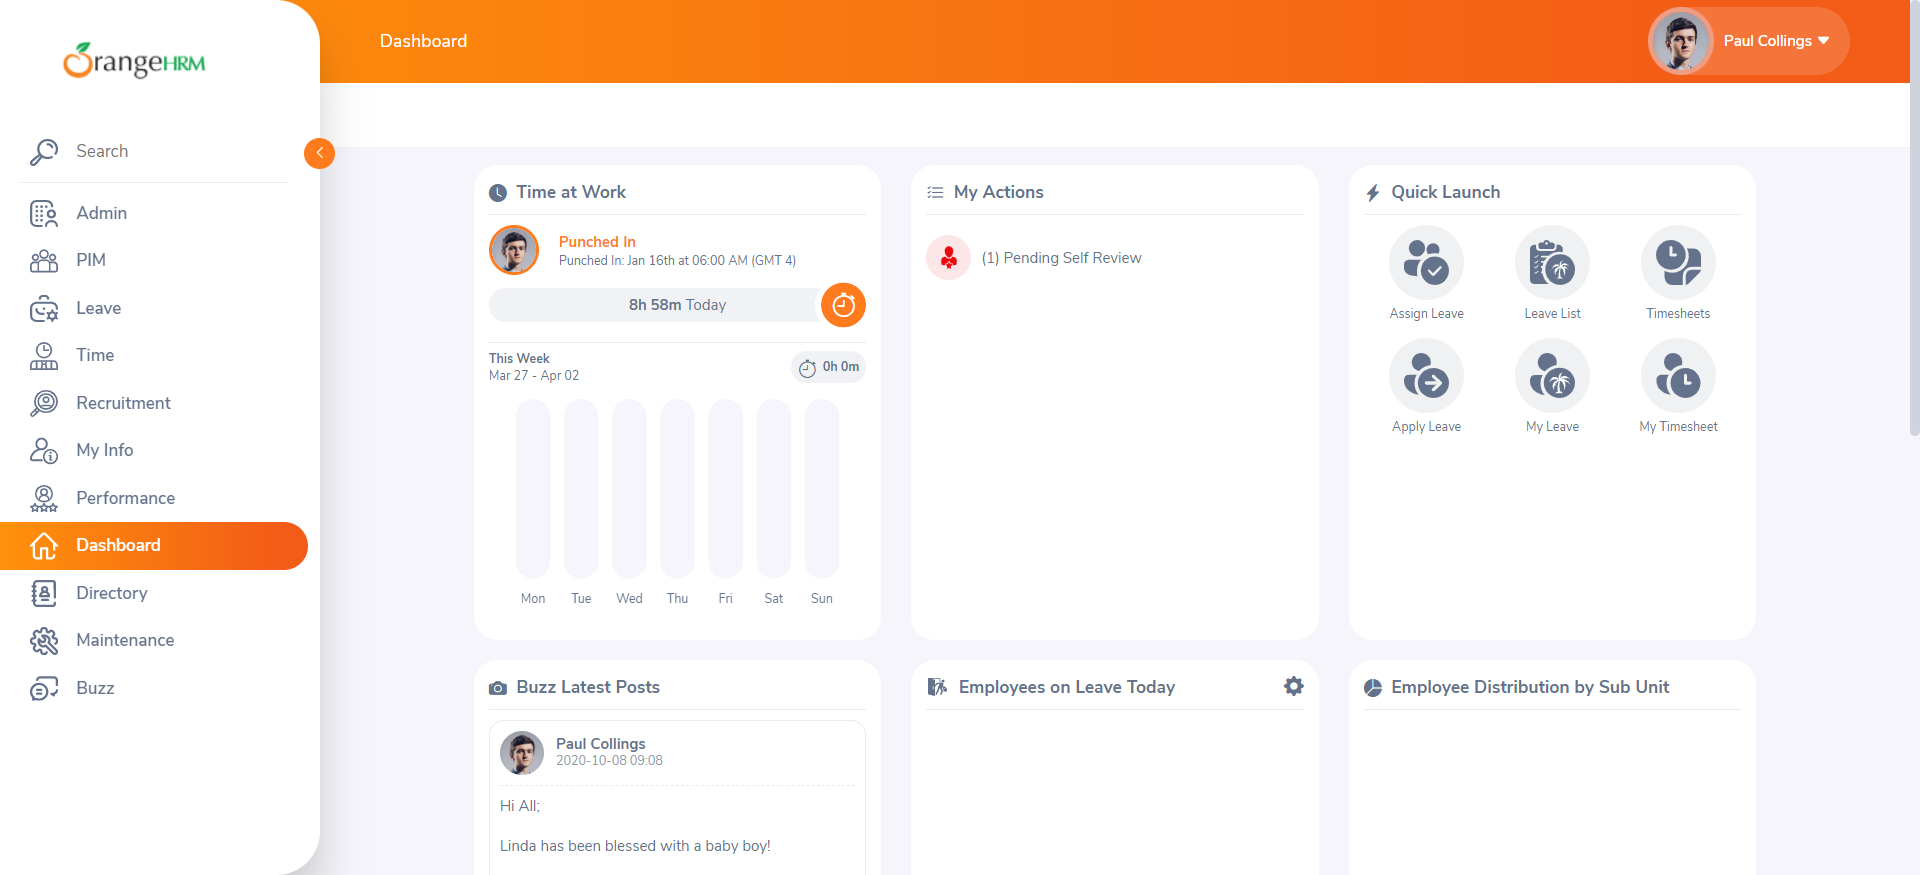 OrangeHRM
Search
Admin
PIM
Leave
Time
Recruitment
My Info
Performance
Dashboard
Directory
Maintenance
Buzz
Dashboard
Paul Collings
Time at Work
Punched In
Punched In: Jan 16th at 06:00 AM (GMT 4)
8h 58m Today
This Week
Mar 27 - Apr 02
0h 0m
Mon Tue Wed Thu Fri Sat Sun
My Actions
(1) Pending Self Review
Quick Launch
Assign Leave
Leave List
Timesheets
Apply Leave
My Leave
My Timesheet
Buzz Latest Posts
Paul Collings
2020-10-08 09:08
Hi All;
Linda has been blessed with a baby boy!
Employees on Leave Today
Employee Distribution by Sub Unit